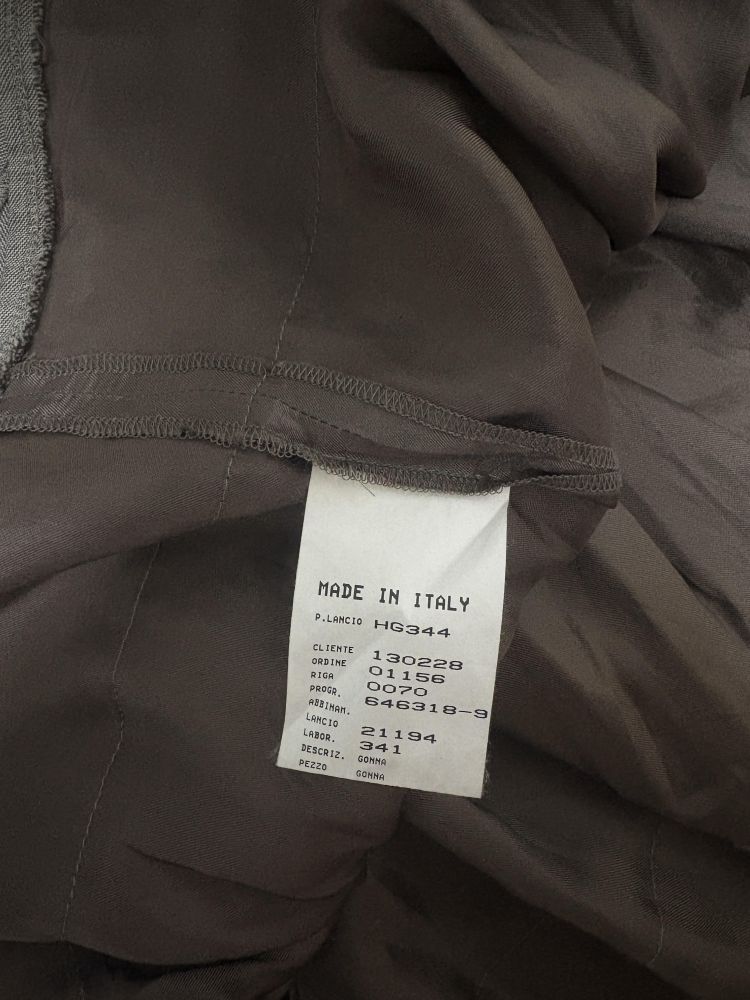 MADE IN ITALY
P.LANCIO HG344
CLIENTE 130228
ORDINE 01156
RIGA 0070
PROGR. 646318-9
ABBINAM.
LANCIO 21194
LABOR. 341
DESCRIZ. GONNA
PEZZO GONNA